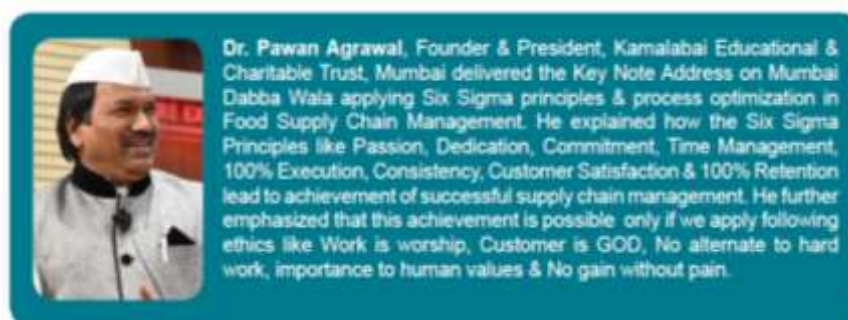 Dr. Pawan Agrawal, Founder & President, Kamalabai Educational &
Charitable Trust, Mumbai delivered the Key Note Address on Mumbai
Dabba Wala applying Six Sigma principles & process optimization in
Food Supply Chain Management. He explained how the Six Sigma
Principles like Passion, Dedication, Commitment, Time Management,
100% Execution, Consistency, Customer Satisfaction & 100% Retention
lead to achievement of successful supply chain management. He further
emphasized that this achievement is possible only if we apply following
ethics like Work is worship, Customer is GOD, No alternate to hard
work, importance to human values & No gain without pain.